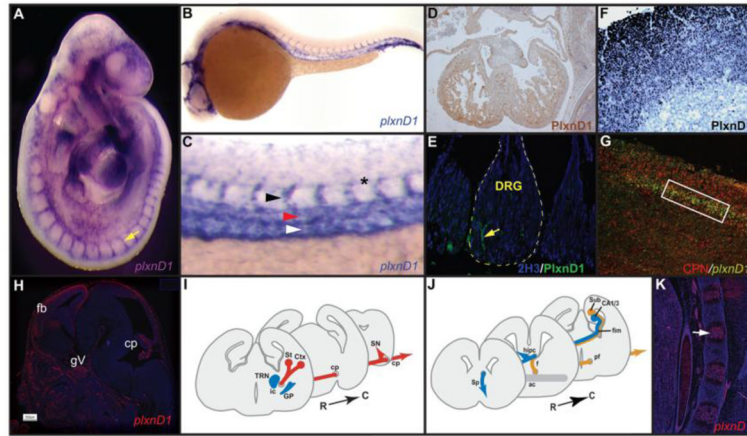 A
plxnD1
B
plxnD1
C
*
plxnD1
D
PlxnD1
E
DRG
2H3/PlxnD1
F
PlxnD
G
CPN/plxnD1
H
fb
cp
gV
plxnD1
I
St Ctx
TRN
ic
GP
cp
SN
cp
R C
J
Sub
CA1/3
fim
hipc
f
pf
Sp
ac
R C
K
plxnD